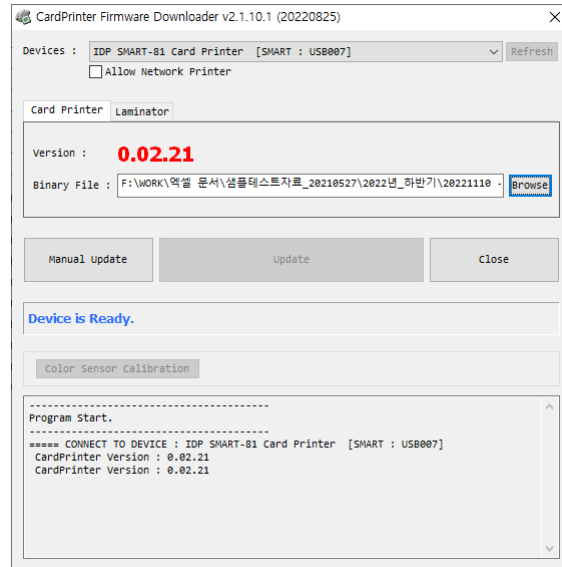 CardPrinter Firmware Downloader v2.1.10.1 (20220825)
Devices : IDP SMART-81 Card Printer [SMART : USB007] Refresh
Allow Network Printer
Card Printer Laminator
Version : 0.02.21
Binary File : F:\WORK\엑셀 문서\샘플테스트자료_20210527\2022년_하반기\20221110 - Browse
Manual Update Update Close
Device is Ready.
Color Sensor Calibration
----------------------------------------
Program Start.
----------------------------------------
===== CONNECT TO DEVICE : IDP SMART-81 Card Printer [SMART : USB007]
CardPrinter Version : 0.02.21
CardPrinter Version : 0.02.21